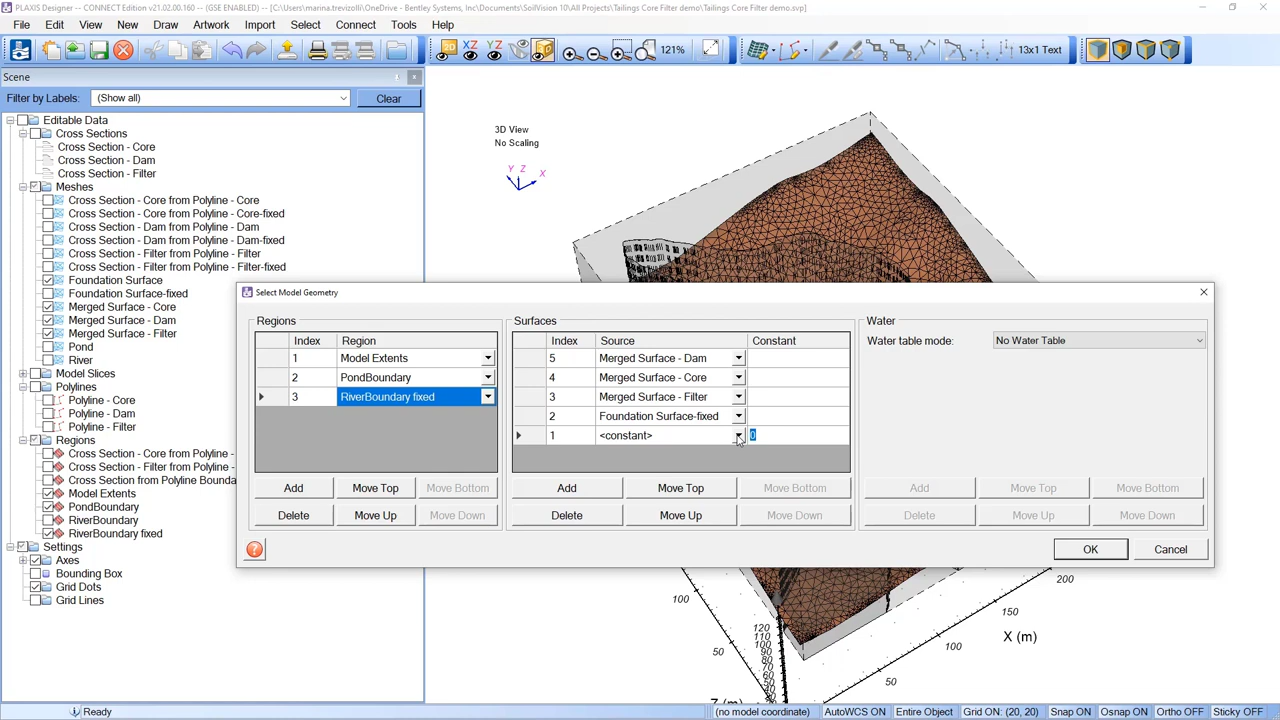 PLAXIS Designer -- CONNECT Edition v21.02.00.160 -- (GSE ENABLED) -- [C:\Users\marina.trevizolli\OneDrive - Bentley Systems, Inc\Documents\SoilVision 10\All Projects\Tailings Core Filter demo\Tailings Core Filter demo.svp]
File Edit View Draw Artwork Import Select Connect Tools Help
2D XZ YZ 121% 13x1 Text
Scene
Filter by Labels: (Show all) Clear
Editable Data
Cross Sections
Cross Section - Core
Cross Section - Dam
Cross Section - Filter
Meshes
Cross Section - Core from Polyline - Core
Cross Section - Core from Polyline - Core-fixed
Cross Section - Dam from Polyline - Dam
Cross Section - Dam from Polyline - Dam-fixed
Cross Section - Filter from Polyline - Filter
Cross Section - Filter from Polyline - Filter-fixed
Foundation Surface
Foundation Surface-fixed
Merged Surface - Core
Merged Surface - Dam
Merged Surface - Filter
Pond
River
Model Slices
Polylines
Polyline - Core
Polyline - Dam
Polyline - Filter
Regions
Cross Section - Core from Polyline -
Cross Section - Filter from Polyline -
Cross Section from Polyline Bounda
Model Extents
PondBoundary
RiverBoundary
RiverBoundary fixed
Settings
Axes
Bounding Box
Grid Dots
Grid Lines
3D View
No Scaling
Y Z X
Select Model Geometry
Regions
Index Region
1 Model Extents
2 PondBoundary
3 RiverBoundary fixed
Add Move Top Move Bottom
Delete Move Up Move Down
Surfaces
Index Source Constant
5 Merged Surface - Dam
4 Merged Surface - Core
3 Merged Surface - Filter
2 Foundation Surface-fixed
1 <constant> 0
Add Move Top Move Bottom
Delete Move Up Move Down
Water
Water table mode: No Water Table
Add Move Top Move Bottom
Delete Move Up Move Down
OK Cancel
200
150
X (m)
100
50
100
50
120
110
100
90
80
70
60
50
40
30
Ready
(no model coordinate) AutoWCS ON Entire Object Grid ON: (20, 20) Snap ON Osnap ON Ortho OFF Sticky OFF